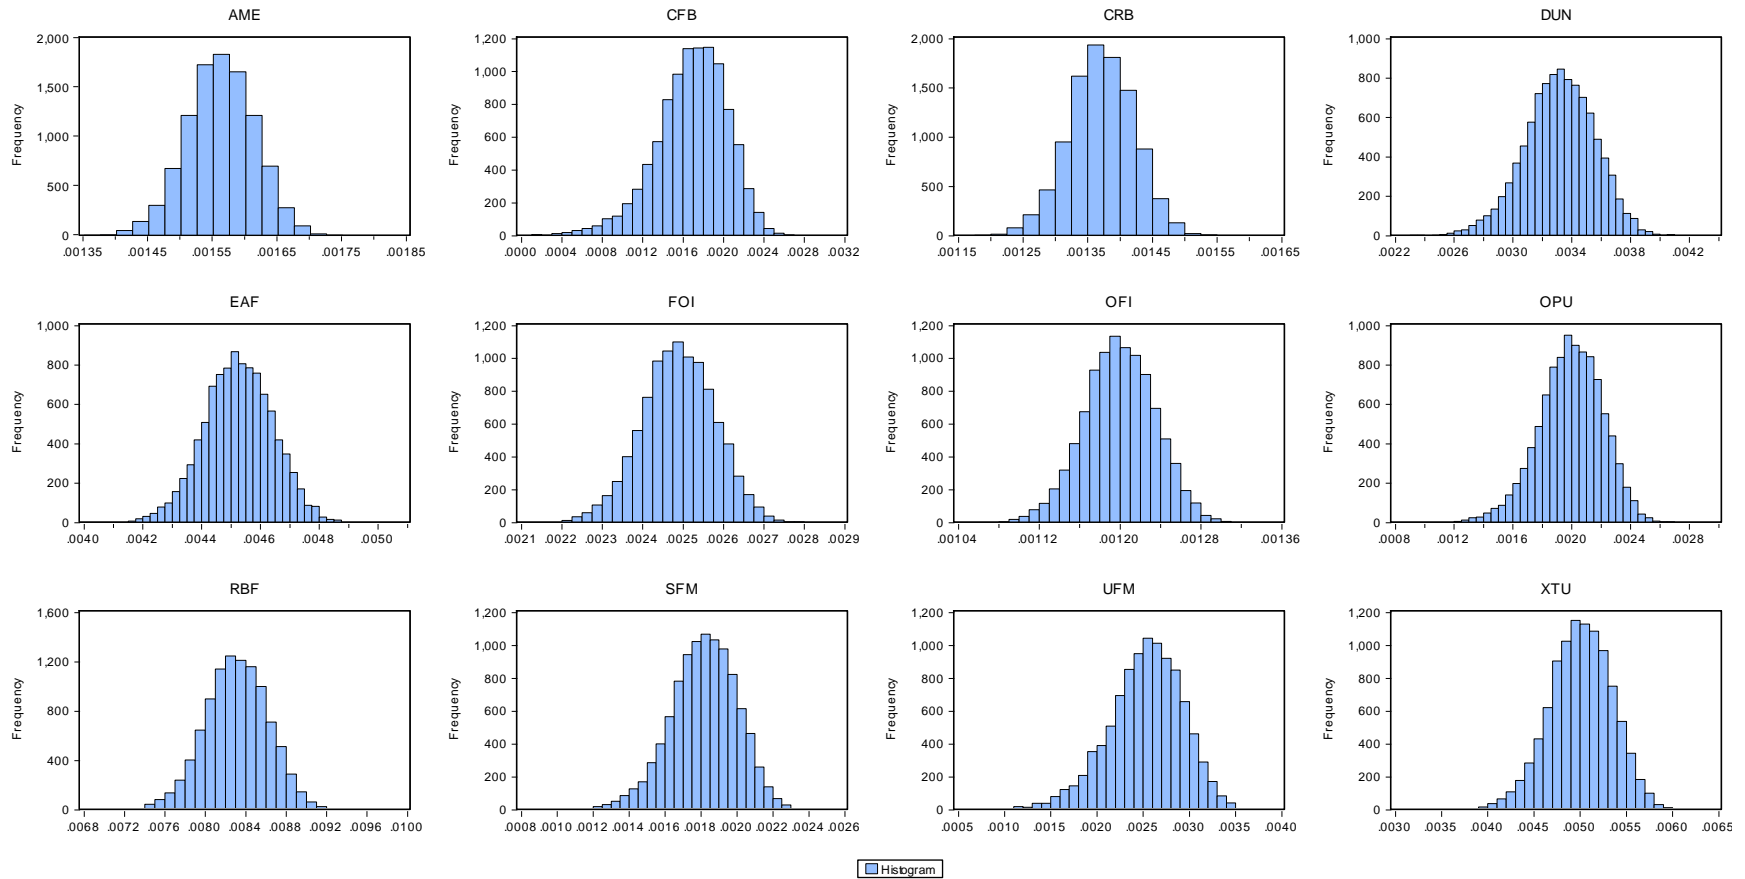 AME
2,000
1,500
1,000
500
0
Frequency
.00135 .00145 .00155 .00165 .00175 .00185
CFB
1,200
1,000
800
600
400
200
0
Frequency
.0000 .0004 .0008 .0012 .0016 .0020 .0024 .0028 .0032
CRB
2,000
1,500
1,000
500
0
Frequency
.00115 .00125 .00135 .00145 .00155 .00165
DUN
1,000
800
600
400
200
0
Frequency
.0022 .0026 .0030 .0034 .0038 .0042
EAF
1,000
800
600
400
200
0
Frequency
.0040 .0042 .0044 .0046 .0048 .0050
FOI
1,200
1,000
800
600
400
200
0
Frequency
.0021 .0022 .0023 .0024 .0025 .0026 .0027 .0028 .0029
OFI
1,200
1,000
800
600
400
200
0
Frequency
.00104 .00112 .00120 .00128 .00136
OPU
1,000
800
600
400
200
0
Frequency
.0008 .0012 .0016 .0020 .0024 .0028
RBF
1,600
1,200
800
400
0
Frequency
.0068 .0072 .0076 .0080 .0084 .0088 .0092 .0096 .0100
SFM
1,200
1,000
800
600
400
200
0
Frequency
.0008 .0010 .0012 .0014 .0016 .0018 .0020 .0022 .0024 .0026
UFM
1,200
1,000
800
600
400
200
0
Frequency
.0005 .0010 .0015 .0020 .0025 .0030 .0035 .0040
XTU
1,200
1,000
800
600
400
200
0
Frequency
.0030 .0035 .0040 .0045 .0050 .0055 .0060 .0065
Histogram